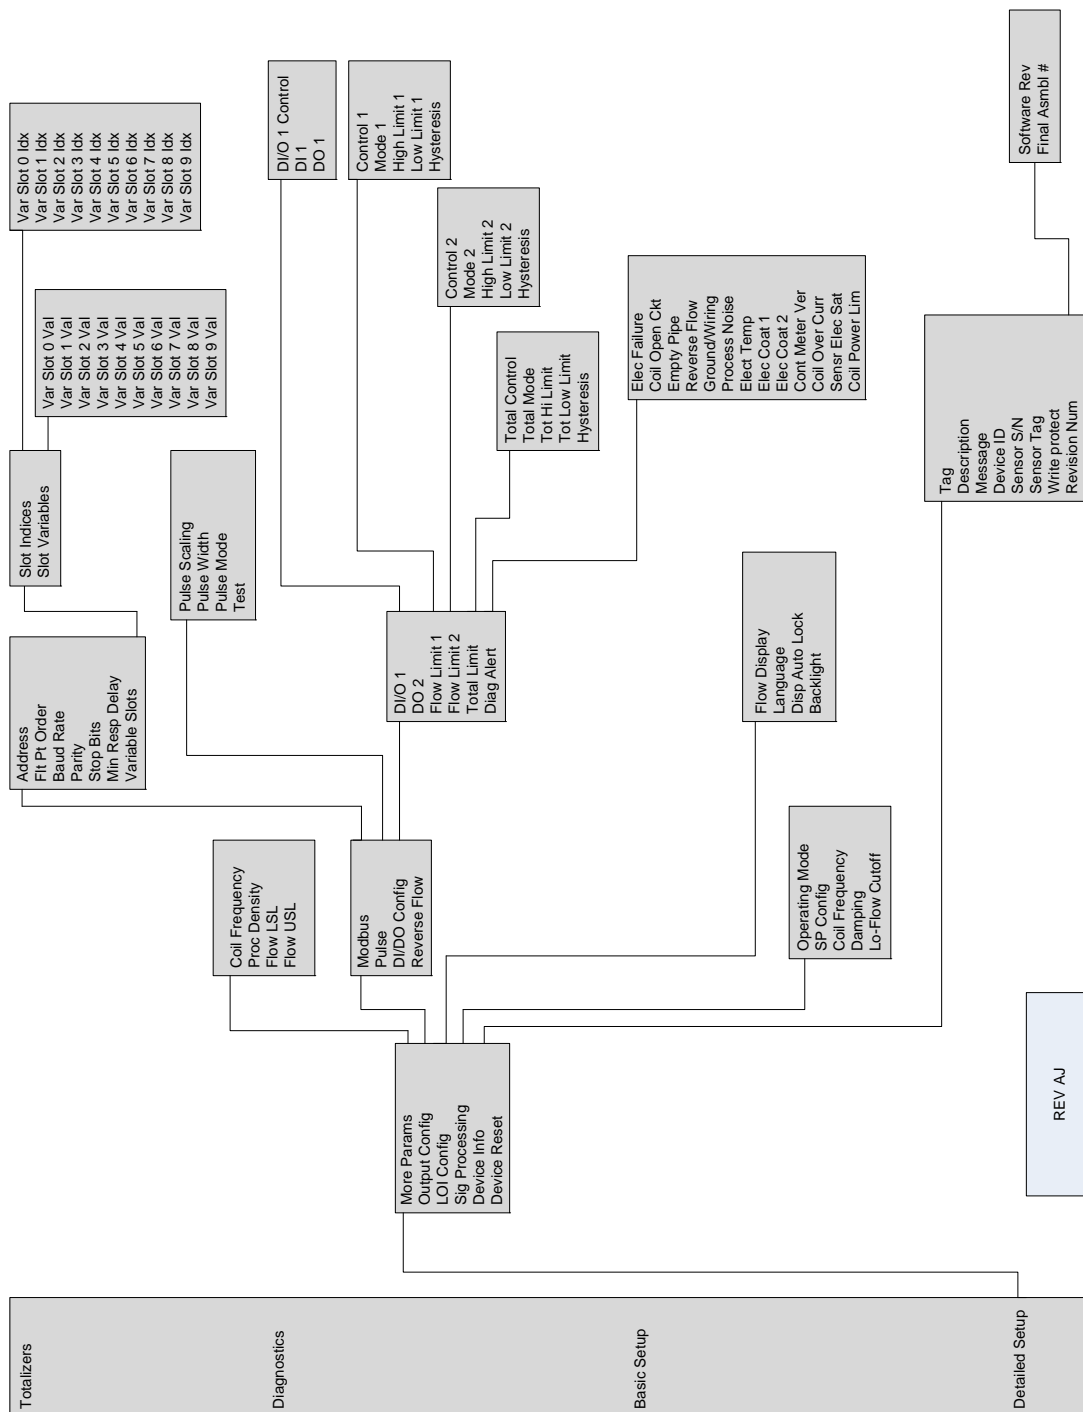 Totalizers
Diagnostics
Basic Setup
Detailed Setup
More Params
Output Config
LOI Config
Sig Processing
Device Info
Device Reset
Coil Frequency
Proc Density
Flow LSL
Flow USL
Modbus
Pulse
DI/DO Config
Reverse Flow
Operating Mode
SP Config
Coil Frequency
Damping
Lo-Flow Cutoff
Address
Flt Pt Order
Baud Rate
Parity
Stop Bits
Min Resp Delay
Variable Slots
Pulse Scaling
Pulse Width
Pulse Mode
Test
DI/O 1
DO 2
Flow Limit 1
Flow Limit 2
Total Limit
Diag Alert
Flow Display
Language
Disp Auto Lock
Backlight
Slot Indices
Slot Variables
Var Slot 0 Val
Var Slot 1 Val
Var Slot 2 Val
Var Slot 3 Val
Var Slot 4 Val
Var Slot 5 Val
Var Slot 6 Val
Var Slot 7 Val
Var Slot 8 Val
Var Slot 9 Val
Var Slot 0 Idx
Var Slot 1 Idx
Var Slot 2 Idx
Var Slot 3 Idx
Var Slot 4 Idx
Var Slot 5 Idx
Var Slot 6 Idx
Var Slot 7 Idx
Var Slot 8 Idx
Var Slot 9 Idx
DI/O 1 Control
DI 1
DO 1
Control 1
Mode 1
High Limit 1
Low Limit 1
Hysteresis
Control 2
Mode 2
High Limit 2
Low Limit 2
Hysteresis
Total Control
Total Mode
Tot Hi Limit
Tot Low Limit
Hysteresis
Elec Failure
Coil Open Ckt
Empty Pipe
Reverse Flow
Ground/Wiring
Process Noise
Elect Temp
Elec Coat 1
Elec Coat 2
Cont Meter Ver
Coil Over Curr
Sensr Elec Sat
Coil Power Lim
Tag
Description
Message
Device ID
Sensor S/N
Sensor Tag
Write protect
Revision Num
Software Rev
Final Asmbl #
REV AJ